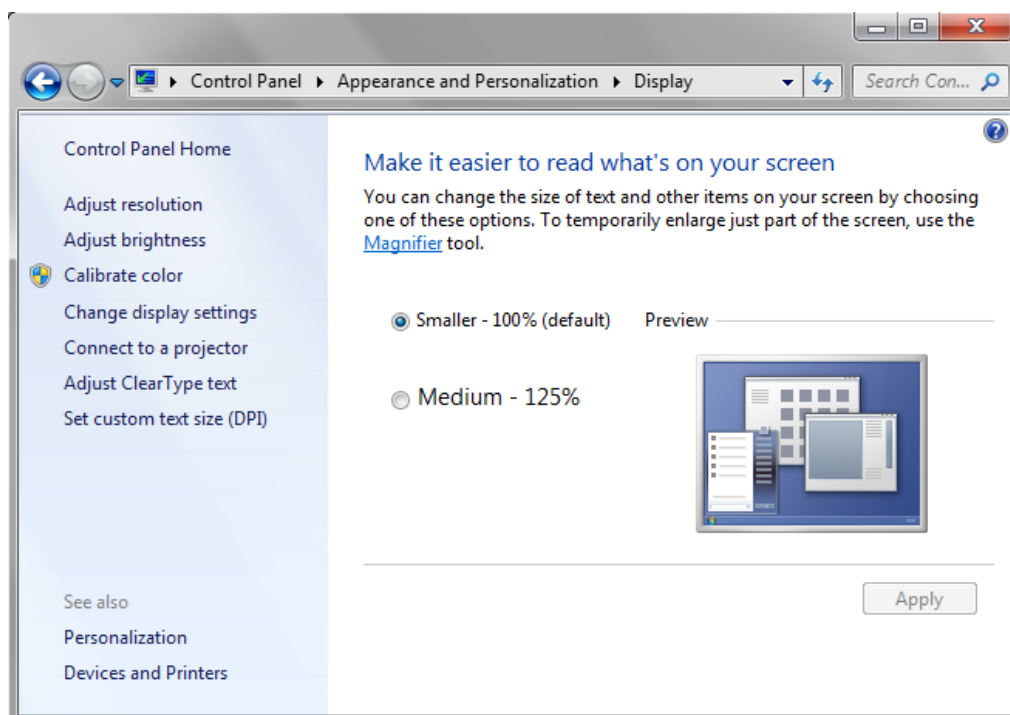 Control Panel ▸ Appearance and Personalization ▸ Display
Search Con...
Control Panel Home
Adjust resolution
Adjust brightness
Calibrate color
Change display settings
Connect to a projector
Adjust ClearType text
Set custom text size (DPI)
See also
Personalization
Devices and Printers
Make it easier to read what's on your screen
You can change the size of text and other items on your screen by choosing
one of these options. To temporarily enlarge just part of the screen, use the
Magnifier tool.
Smaller - 100% (default)
Preview
Medium - 125%
Apply